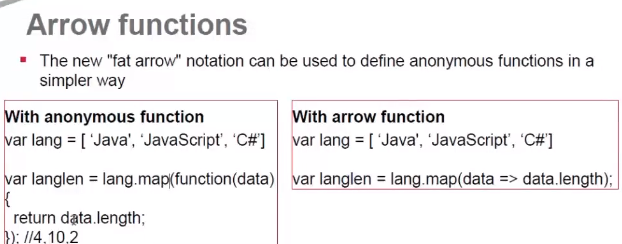 Arrow functions
▪ The new "fat arrow" notation can be used to define anonymous functions in a
simpler way
With anonymous function
var lang = [ ‘Java', ‘JavaScript’, ‘C#’]
var langlen = lang.map(function(data)
{
return data.length;
}); //4,10,2
With arrow function
var lang = [ ‘Java', ‘JavaScript’, ‘C#’]
var langlen = lang.map(data => data.length);